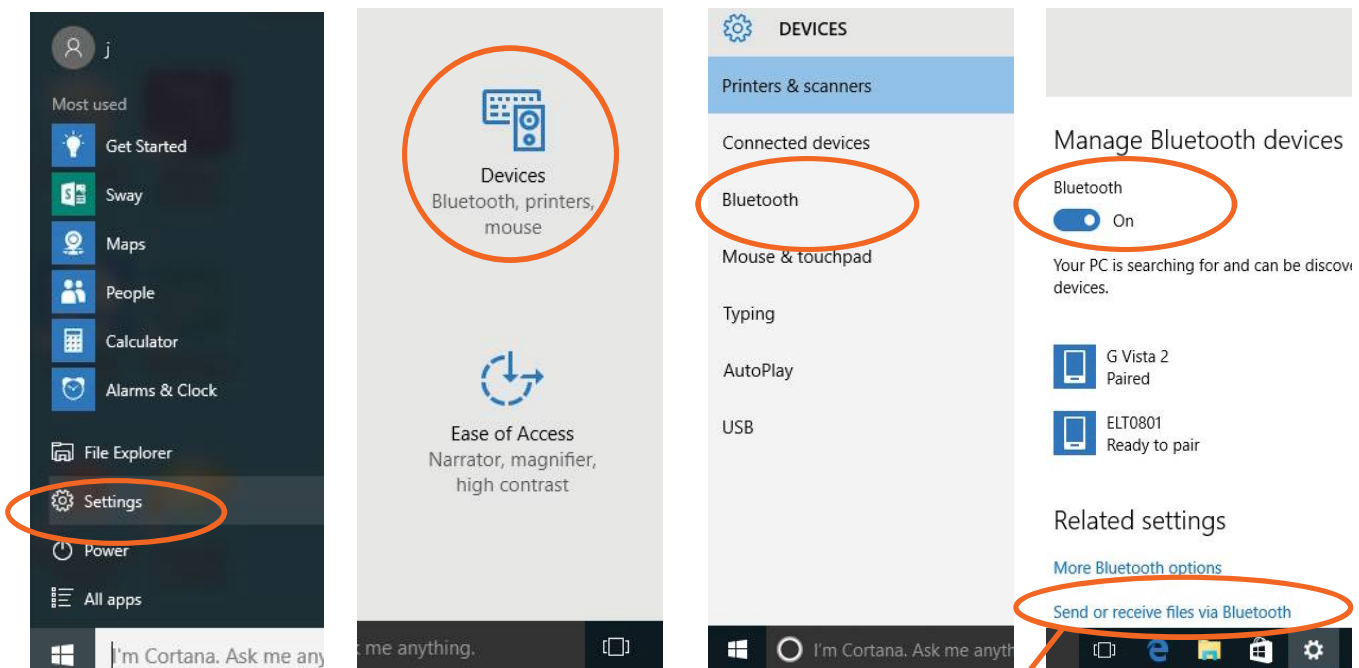 j
Most used
Get Started
Sway
Maps
People
Calculator
Alarms & Clock
File Explorer
Settings
Power
All apps
I'm Cortana. Ask me any
Devices
Bluetooth, printers,
mouse
Ease of Access
Narrator, magnifier,
high contrast
me anything.
DEVICES
Printers & scanners
Connected devices
Bluetooth
Mouse & touchpad
Typing
AutoPlay
USB
I'm Cortana. Ask me anyth
Manage Bluetooth devices
Bluetooth
On
Your PC is searching for and can be discove
devices.
G Vista 2
Paired
ELT0801
Ready to pair
Related settings
More Bluetooth options
Send or receive files via Bluetooth